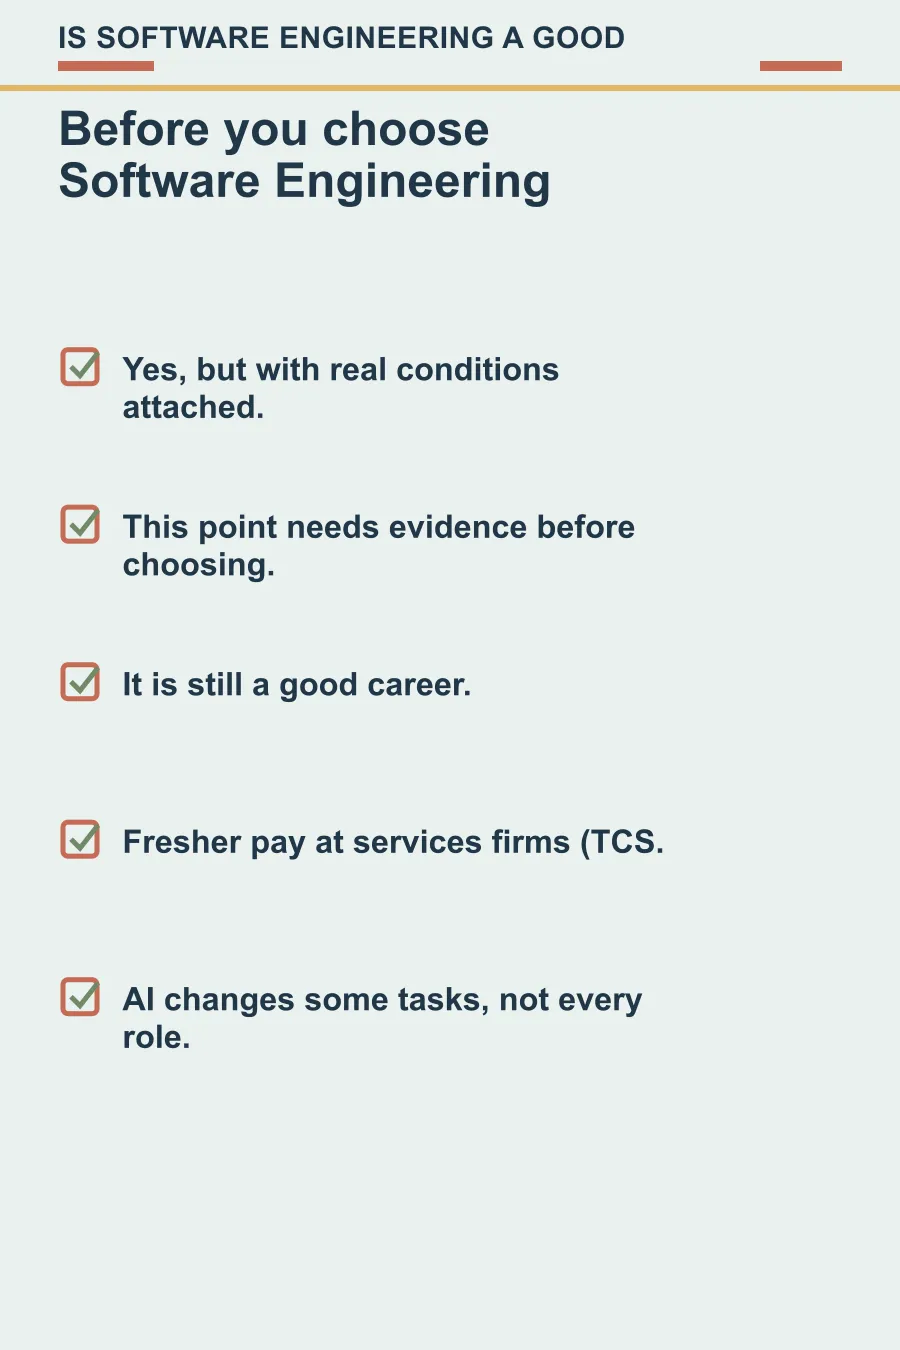 IS SOFTWARE ENGINEERING A GOOD
Before you choose
Software Engineering
Yes, but with real conditions
attached.
This point needs evidence before
choosing.
It is still a good career.
Fresher pay at services firms (TCS.
AI changes some tasks, not every
role.